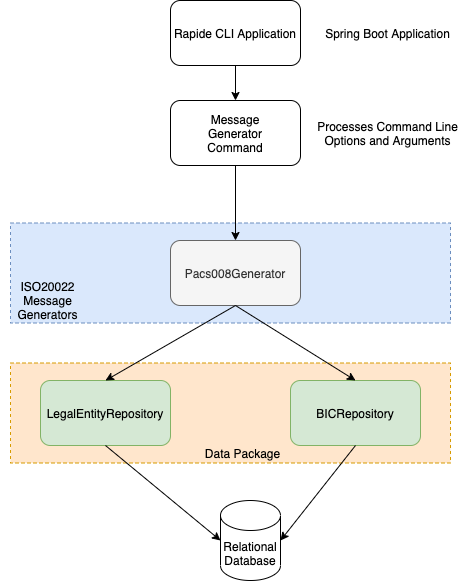 Rapide CLI Application
Spring Boot Application
Message
Generator
Command
Processes Command Line
Options and Arguments
Pacs008Generator
ISO20022
Message
Generators
LegalEntityRepository
BICRepository
Data Package
Relational
Database